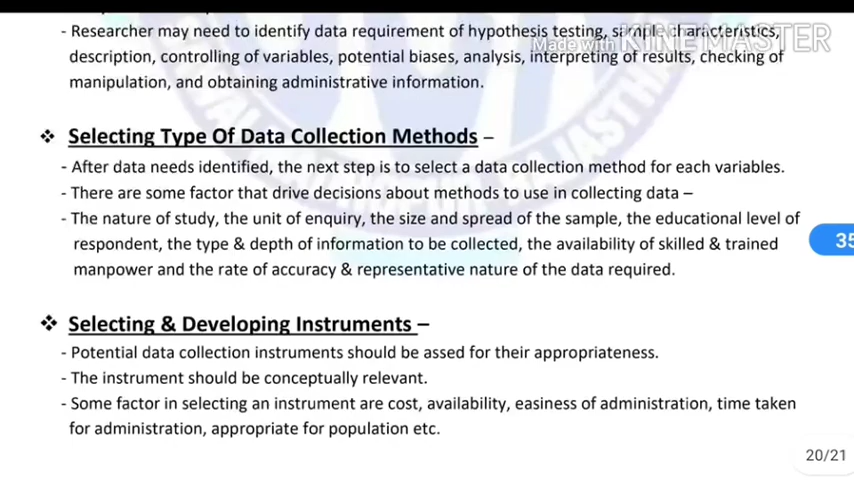 - Researcher may need to identify data requirement of hypothesis testing, sample characteristics,
Made with KINEMASTER
description, controlling of variables, potential biases, analysis, interpreting of results, checking of
manipulation, and obtaining administrative information.
❖ Selecting Type Of Data Collection Methods –
- After data needs identified, the next step is to select a data collection method for each variables.
- There are some factor that drive decisions about methods to use in collecting data –
- The nature of study, the unit of enquiry, the size and spread of the sample, the educational level of
respondent, the type & depth of information to be collected, the availability of skilled & trained
35
manpower and the rate of accuracy & representative nature of the data required.
❖ Selecting & Developing Instruments –
- Potential data collection instruments should be assed for their appropriateness.
- The instrument should be conceptually relevant.
- Some factor in selecting an instrument are cost, availability, easiness of administration, time taken
for administration, appropriate for population etc.
20/21